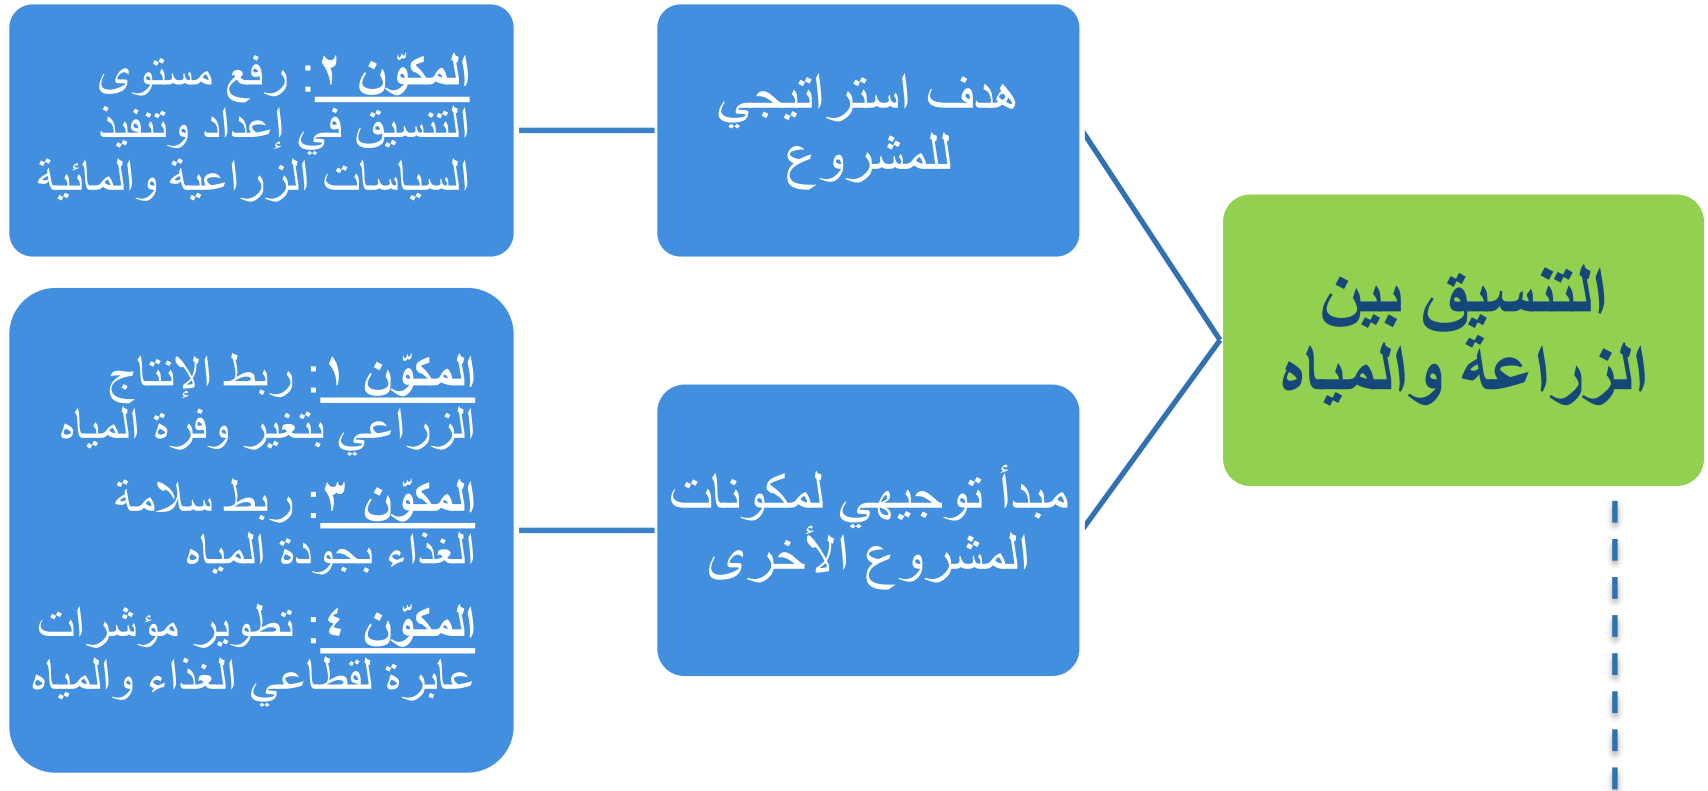 التنسيق بين
الزراعة والمياه
هدف استراتيجي
للمشروع
المكوّن ٢: رفع مستوى
التنسيق في إعداد وتنفيذ
السياسات الزراعية والمائية
مبدأ توجيهي لمكونات
المشروع الأخرى
المكوّن ١: ربط الإنتاج
الزراعي بتغير وفرة المياه
المكوّن ٣: ربط سلامة
الغذاء بجودة المياه
المكوّن ٤: تطوير مؤشرات
عابرة لقطاعي الغذاء والمياه